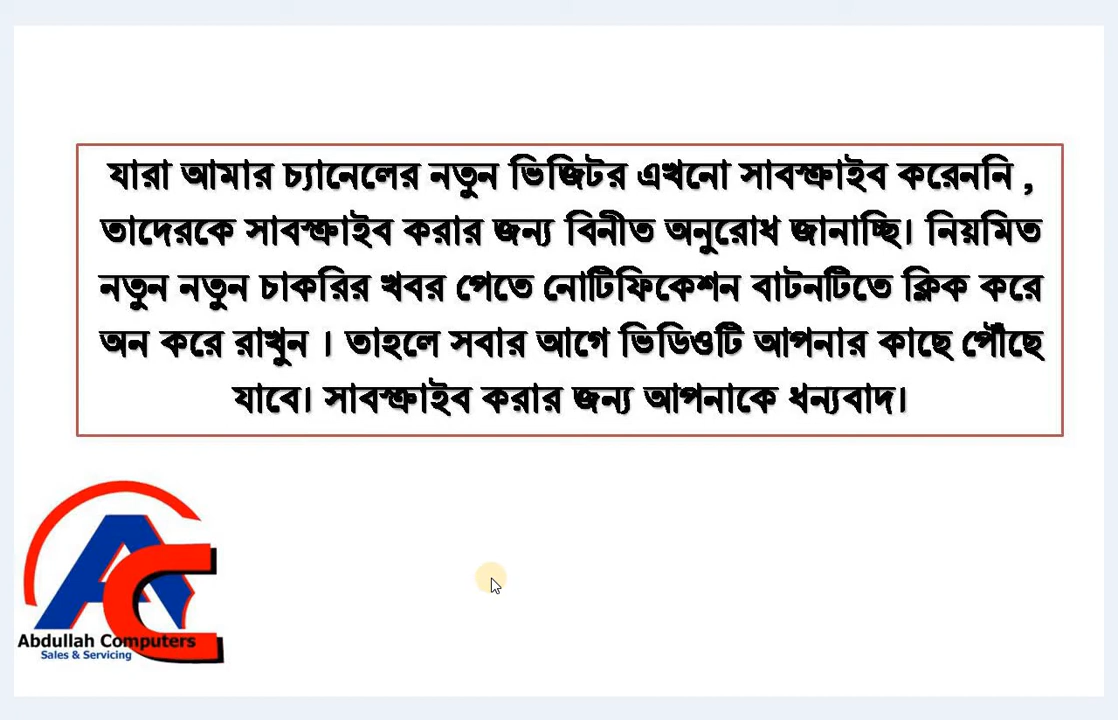 যারা আমার চ্যানেলের নতুন ভিজিটর এখনো সাবস্ক্রাইব করেননি ,
তাদেরকে সাবস্ক্রাইব করার জন্য বিনীত অনুরোধ জানাচ্ছি। নিয়মিত
নতুন নতুন চাকরির খবর পেতে নোটিফিকেশন বাটনটিতে ক্লিক করে
অন করে রাখুন । তাহলে সবার আগে ভিডিওটি আপনার কাছে পৌঁছে
যাবে। সাবস্ক্রাইব করার জন্য আপনাকে ধন্যবাদ।
AC
Abdullah Computers
Sales & Servicing